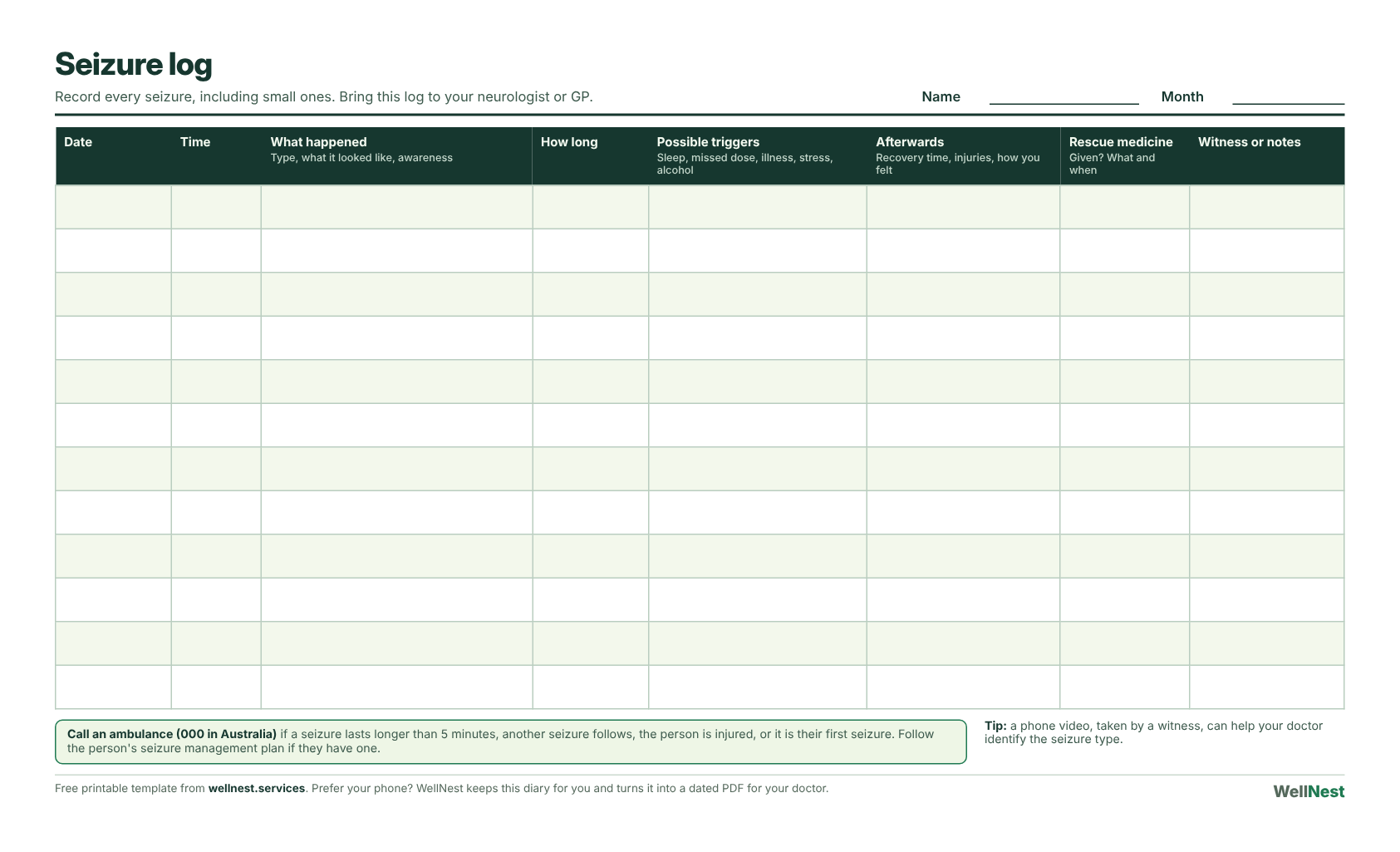 Seizure log
Record every seizure, including small ones. Bring this log to your neurologist or GP.
Name
Month
Date
Time
What happened
Type, what it looked like, awareness
How long
Possible triggers
Sleep, missed dose, illness, stress,
alcohol
Afterwards
Recovery time, injuries, how you
felt
Rescue medicine
Given? What and
when
Witness or notes
Call an ambulance (000 in Australia) if a seizure lasts longer than 5 minutes, another seizure follows, the person is injured, or it is their first seizure. Follow
the person's seizure management plan if they have one.
Tip: a phone video, taken by a witness, can help your doctor
identify the seizure type.
Free printable template from wellnest.services. Prefer your phone? WellNest keeps this diary for you and turns it into a dated PDF for your doctor.
WellNest